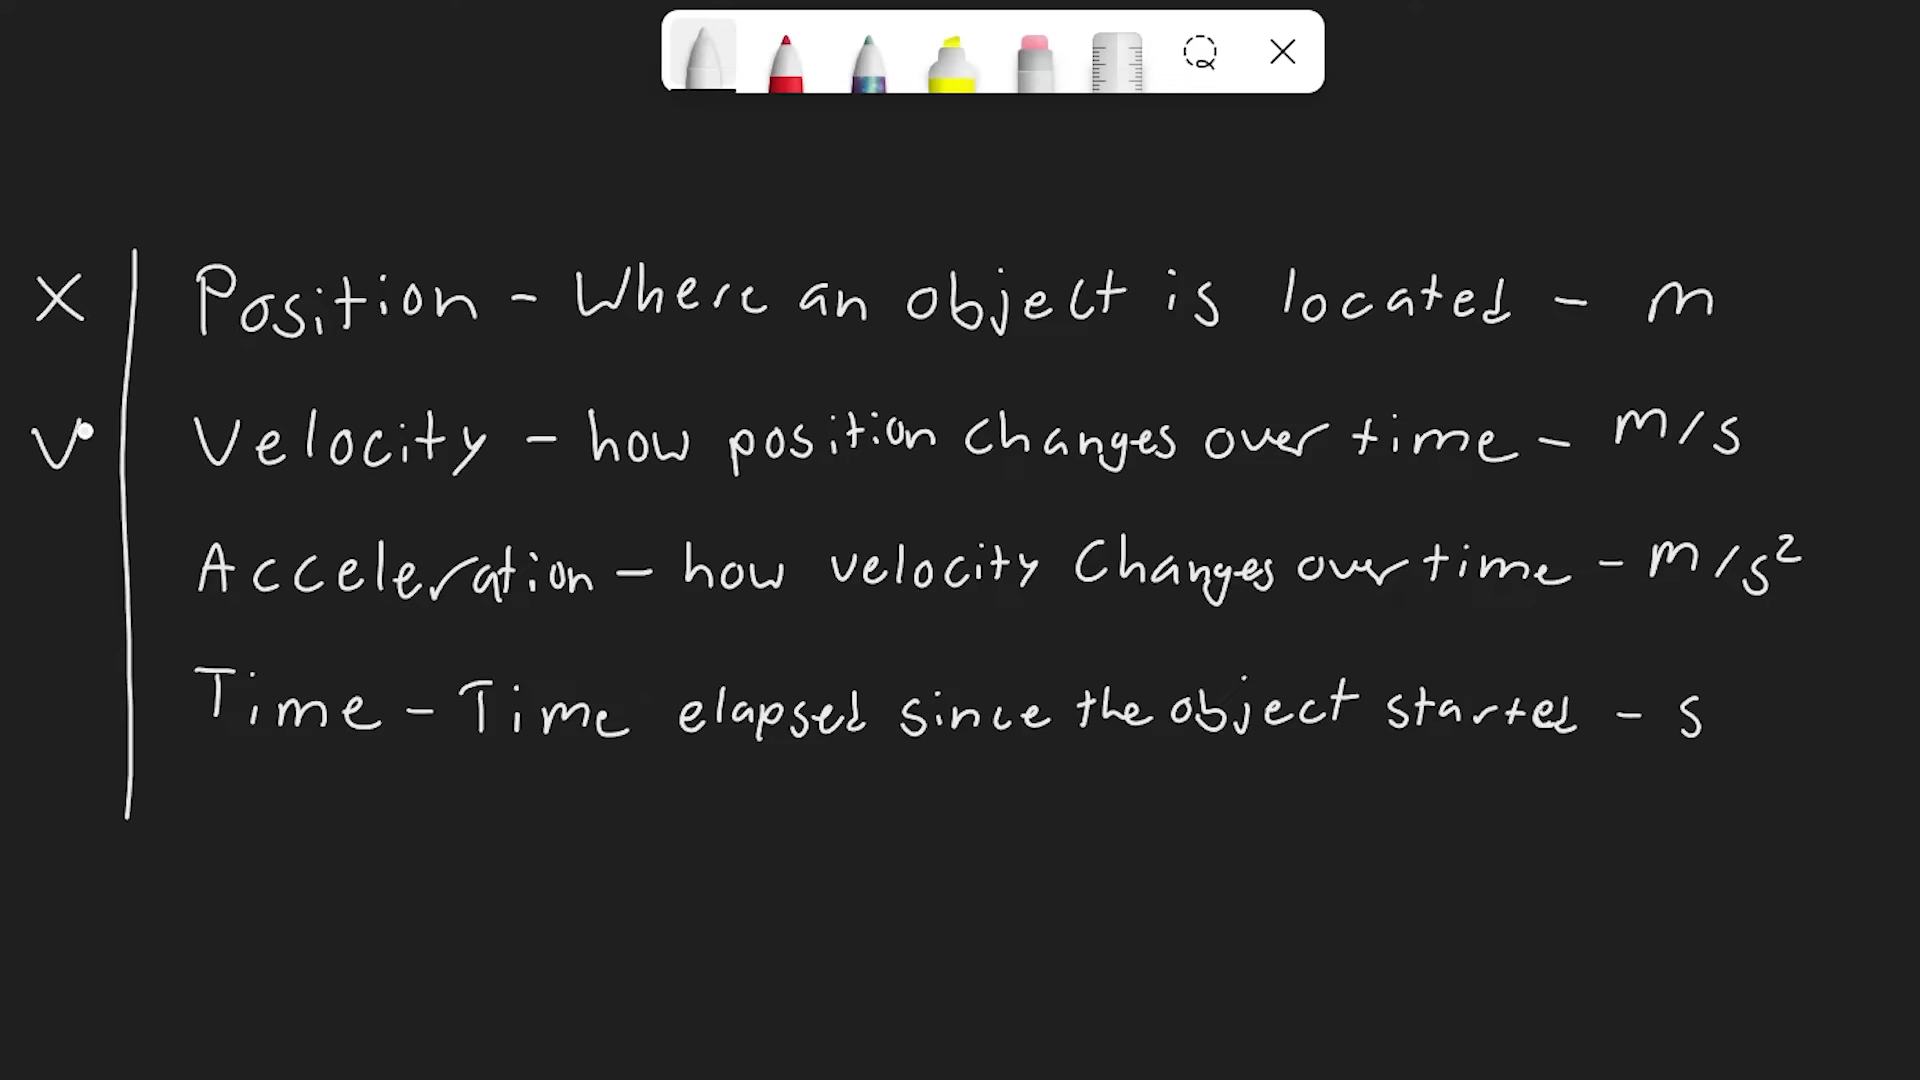 X Position - Where an object is located - m
V Velocity - how position changes over time - m/s
Acceleration - how velocity Changes over time - m/s²
Time - Time elapsed since the object started - s